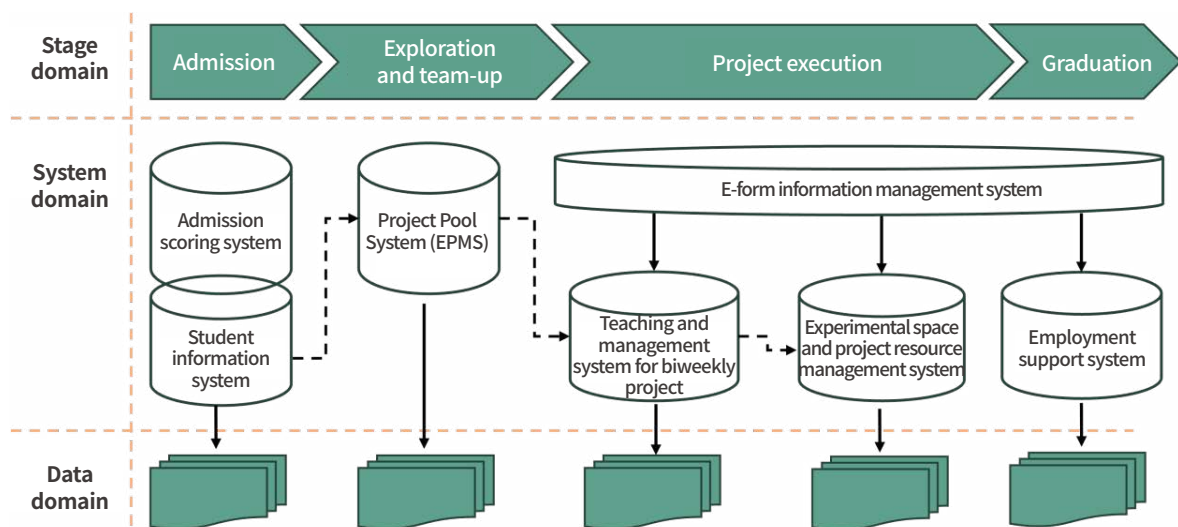 Stage
domain
Admission
Exploration
and team-up
Project execution
Graduation
System
domain
Admission
scoring system
Student
information
system
Project Pool
System (EPMS)
E-form information management system
Teaching and
management
system for biweekly
project
Experimental space
and project resource
management system
Employment
support system
Data
domain